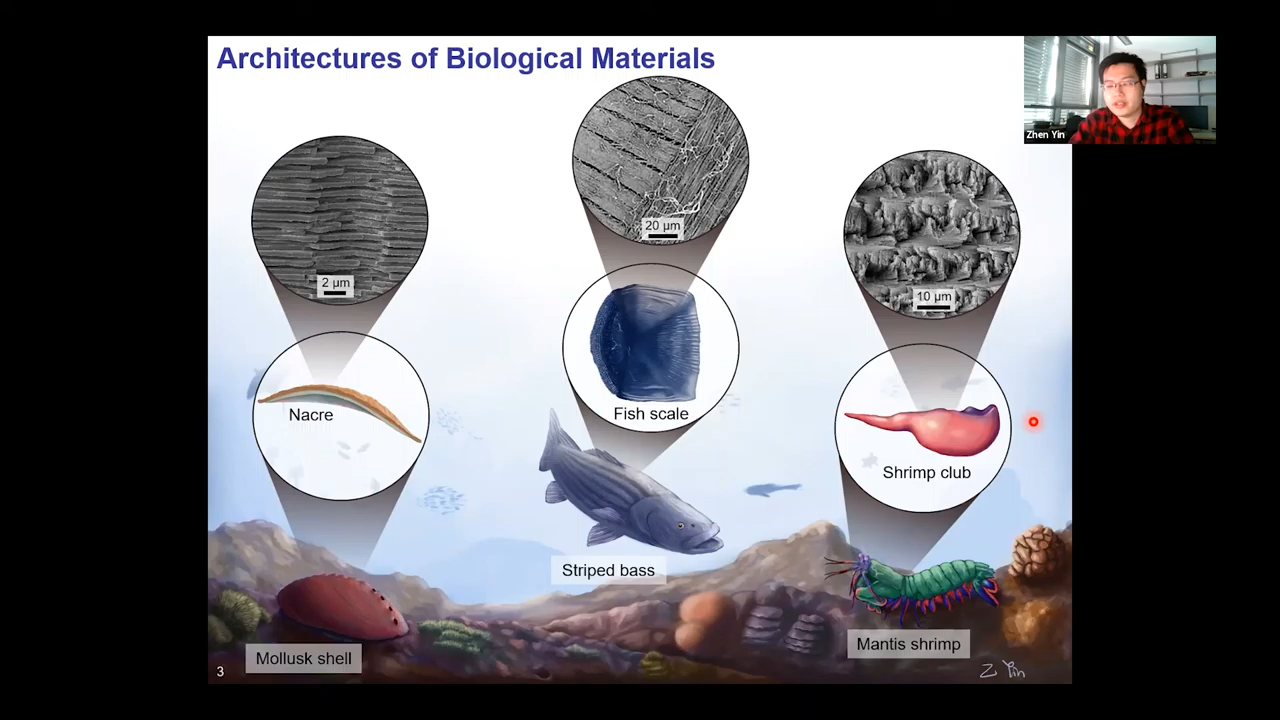 Architectures of Biological Materials
Zhen Yin
20 µm
2 µm
10 µm
Nacre
Fish scale
Shrimp club
Striped bass
Mollusk shell
Mantis shrimp
3
Z Yin